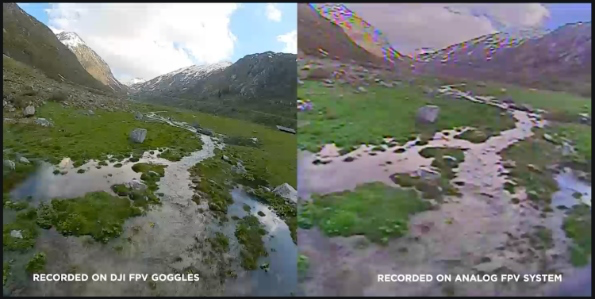 RECORDED ON DJI FPV GOGGLES
RECORDED ON ANALOG FPV SYSTEM